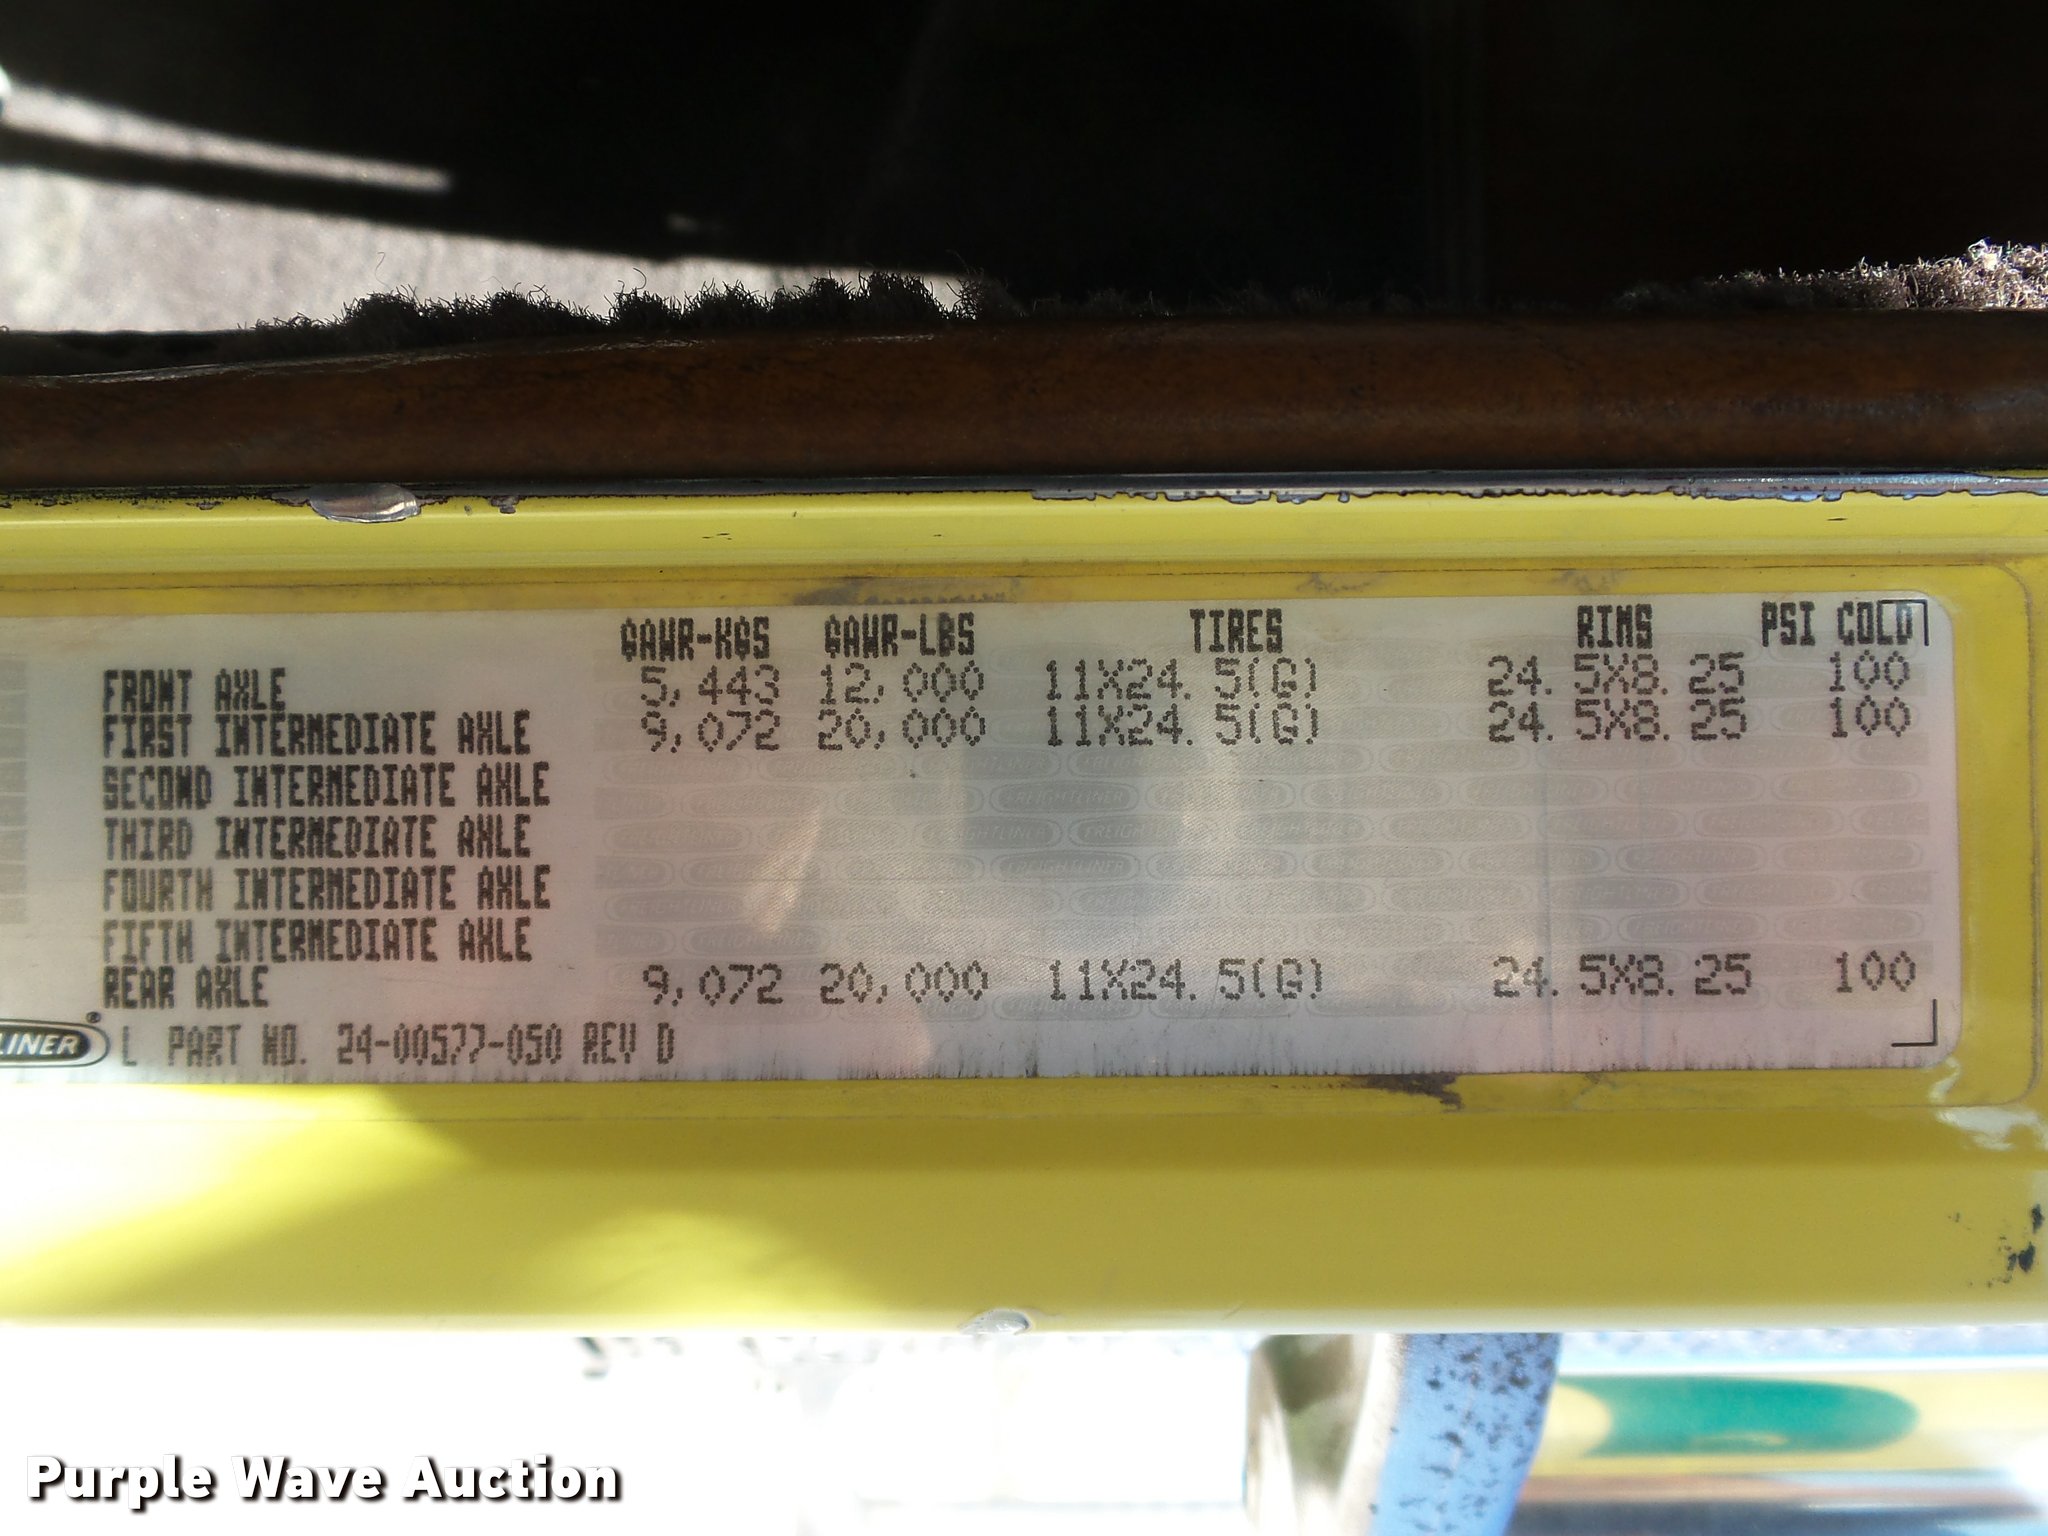 GAWR-KGS GAWR-LBS TIRES RIMS PSI COLD
FRONT AXLE 5,443 12,000 11X24.5(G) 24.5X8.25 100
FIRST INTERMEDIATE AXLE 9,072 20,000 11X24.5(G) 24.5X8.25 100
SECOND INTERMEDIATE AXLE
THIRD INTERMEDIATE AXLE
FOURTH INTERMEDIATE AXLE
FIFTH INTERMEDIATE AXLE
REAR AXLE 9,072 20,000 11X24.5(G) 24.5X8.25 100
LINER® L PART NO. 24-00577-050 REV D
Purple Wave Auction